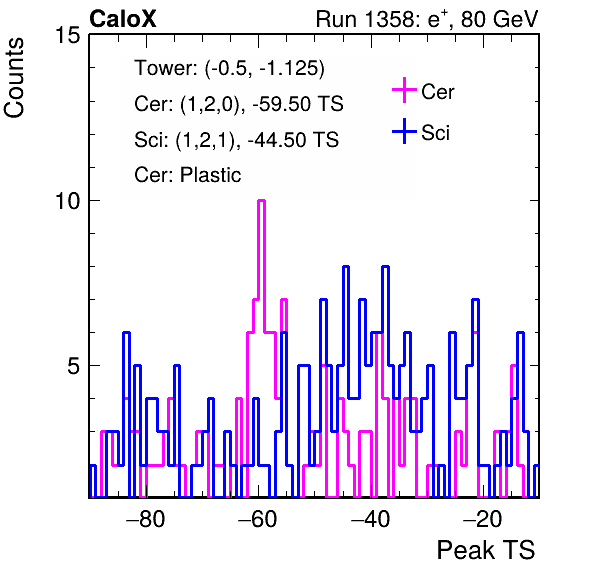 CaloX Run 1358: e⁺, 80 GeV
Counts
15
Tower: (-0.5, -1.125)
Cer: (1,2,0), -59.50 TS
Sci: (1,2,1), -44.50 TS
Cer: Plastic
Cer
Sci
10
5
−80 −60 −40 −20
Peak TS